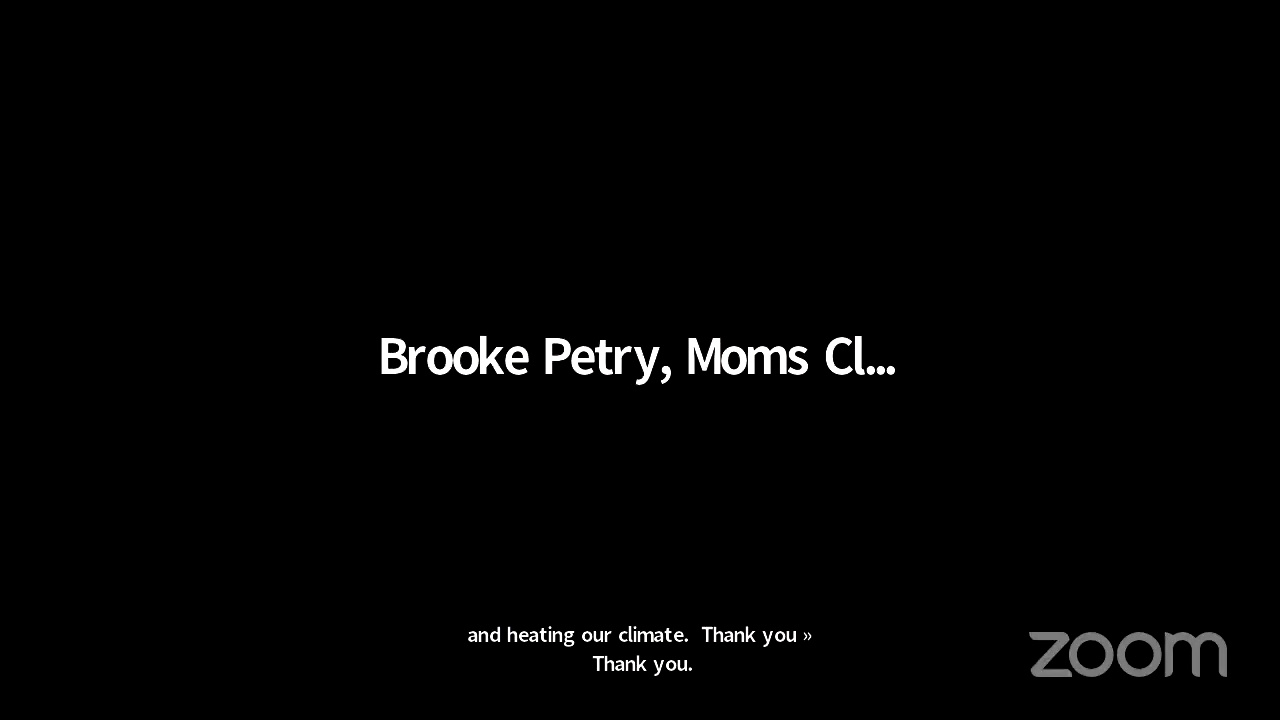 Brooke Petry, Moms Cl...
and heating our climate.  Thank you »
Thank you.
zoom